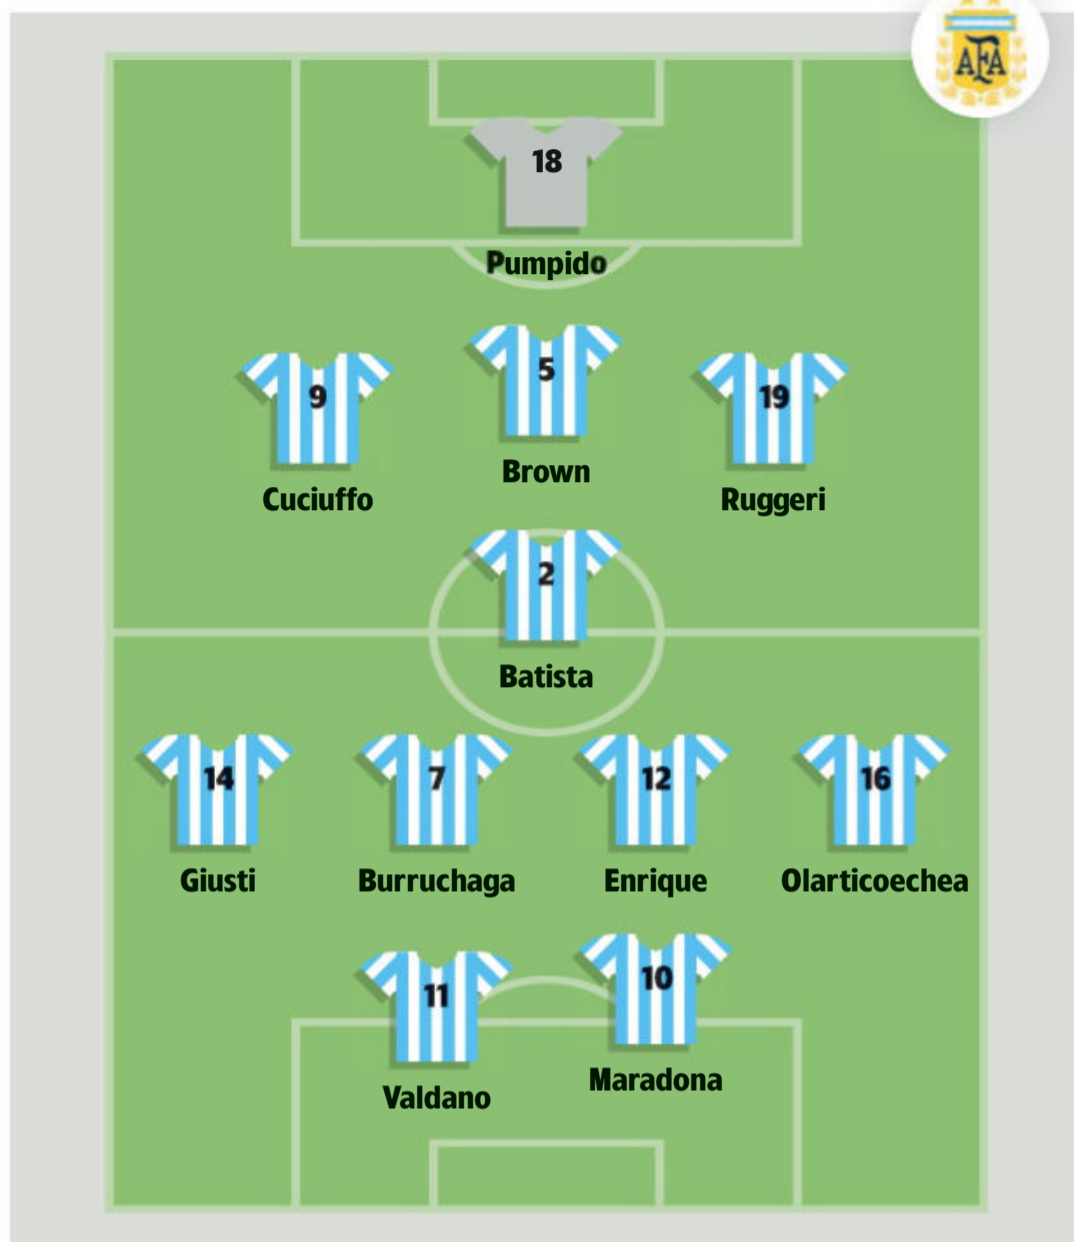 AFA
18
Pumpido
9
5
19
Cuciuffo
Brown
Ruggeri
2
Batista
14
7
12
16
Giusti
Burruchaga
Enrique
Olarticoechea
11
10
Valdano
Maradona